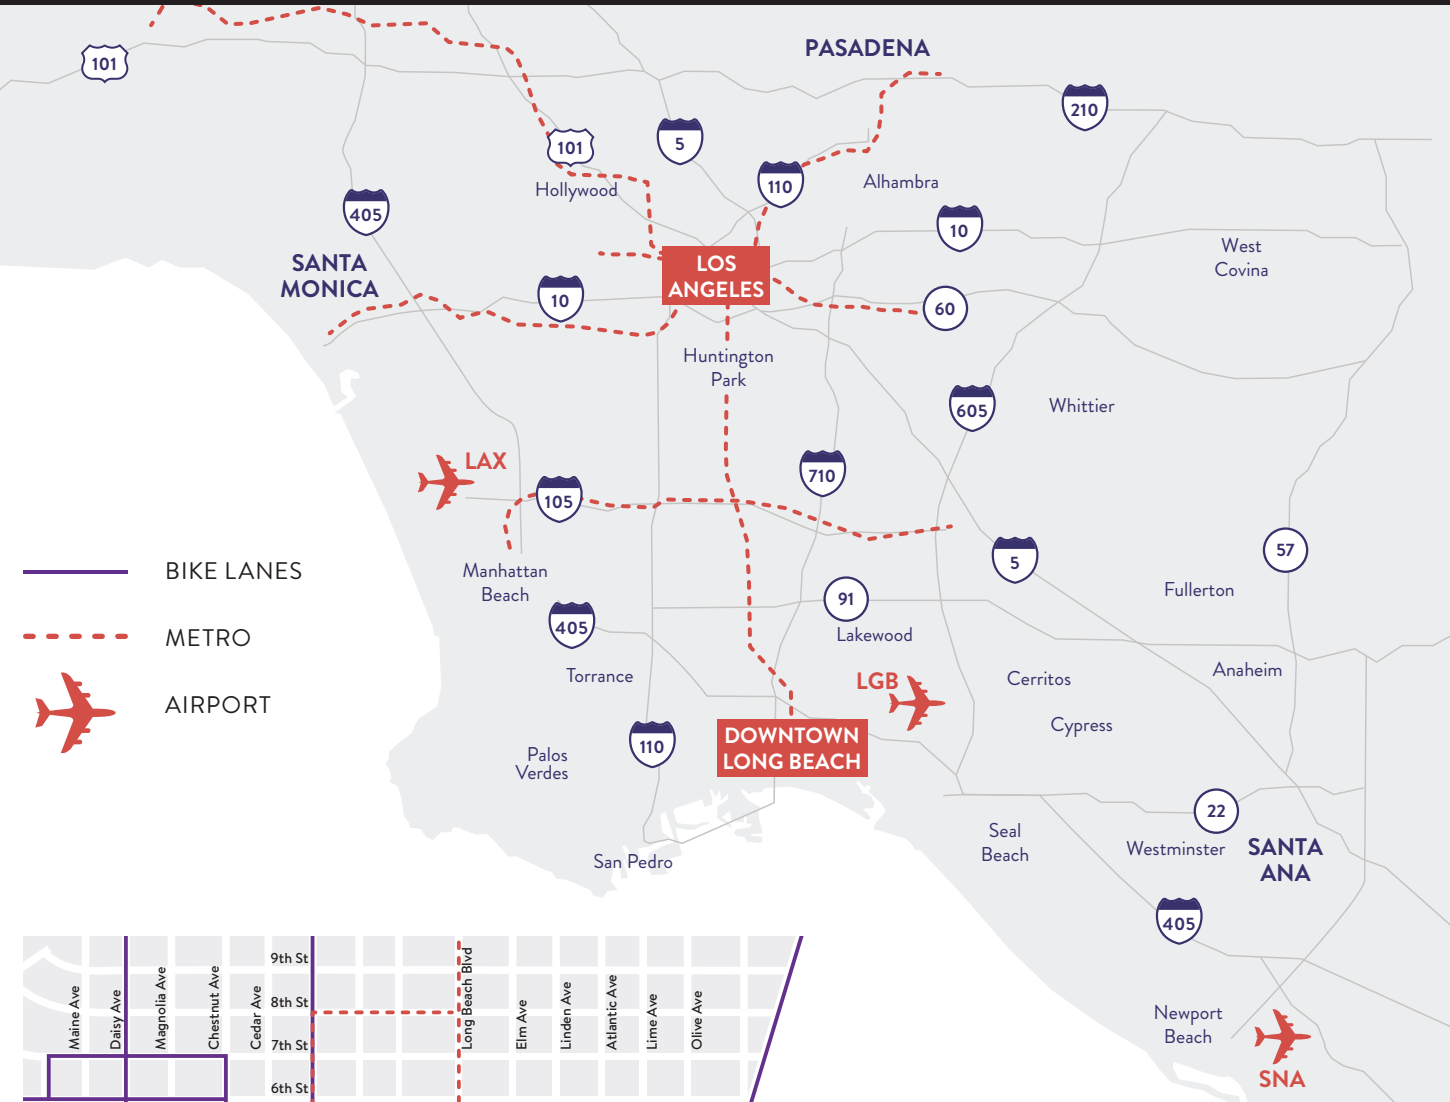 PASADENA
101
210
101
5
110
Alhambra
Hollywood
405
10
West
Covina
SANTA
MONICA
LOS
ANGELES
10
60
Huntington
Park
605
Whittier
LAX
710
105
5
57
BIKE LANES
Manhattan
Beach
Fullerton
91
405
METRO
Lakewood
Torrance
LGB
Cerritos
Anaheim
AIRPORT
Cypress
110
DOWNTOWN
LONG BEACH
Palos
Verdes
22
Seal
Beach
Westminster
SANTA
ANA
San Pedro
405
9th St
8th St
7th St
6th St
Maine Ave
Daisy Ave
Magnolia Ave
Chestnut Ave
Cedar Ave
Long Beach Blvd
Elm Ave
Linden Ave
Atlantic Ave
Lime Ave
Olive Ave
Newport
Beach
SNA